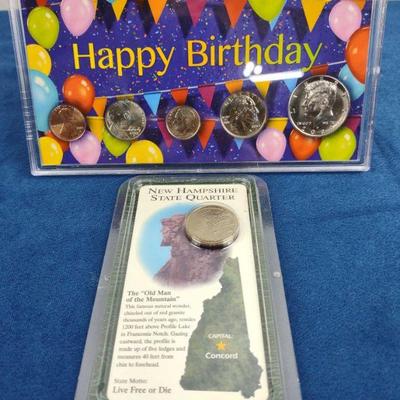 Happy Birthday
NEW HAMPSHIRE
STATE QUARTER
The "Old Man
of the Mountain"
This famous natural wonder,
chiseled out of red granite
thousands of years ago, resides
1200 feet above Profile Lake
in Franconia Notch. Gazing
eastward, the profile is
made up of five ledges and
measures 40 feet from
chin to forehead.
CAPITAL:
Concord
State Motto:
Live Free or Die